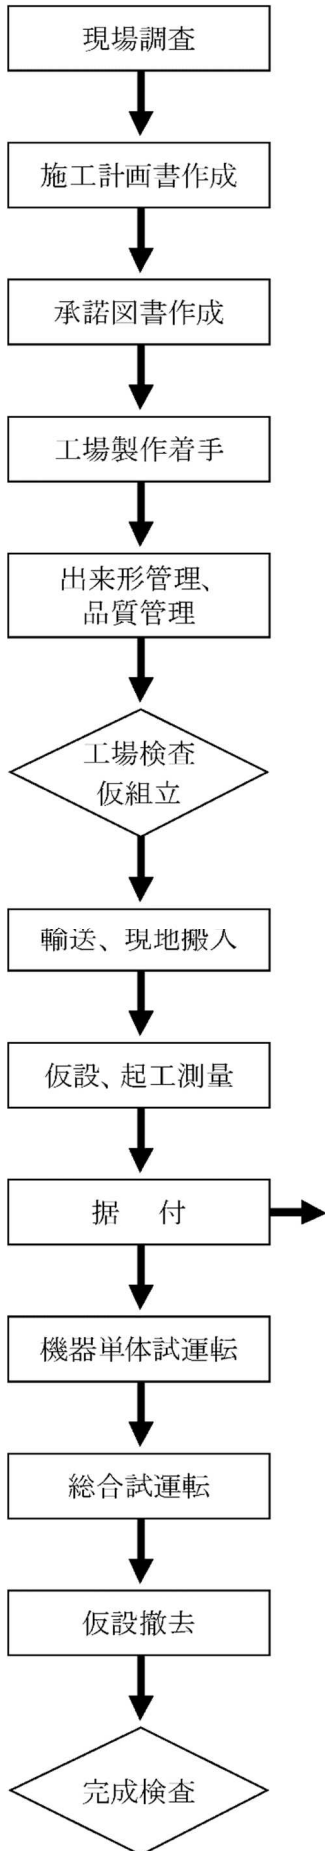 現場調査
施工計画書作成
承諾図書作成
工場製作着手
出来形管理、
品質管理
工場検査
仮組立
輸送、現地搬入
仮設、起工測量
据　付
機器単体試運転
総合試運転
仮設撤去
完成検査